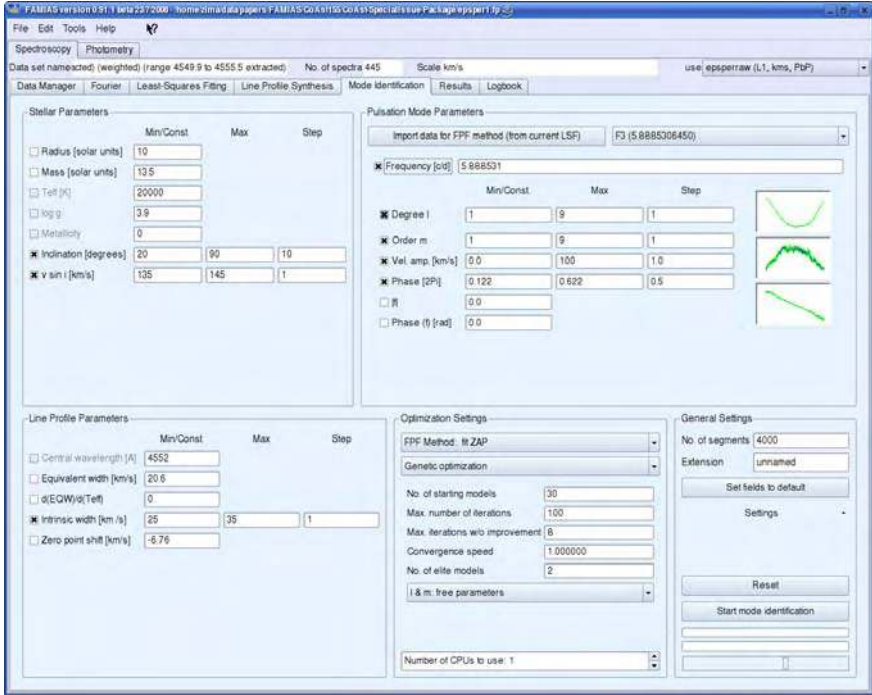 FAMIAS version 0.91.1 beta 23/7/2008
File Edit Tools Help
Spectroscopy Photometry
(weighted) (range 4549.9 to 4555.5 extracted) No. of spectra 445 Scale km/s use epsperraw (L1, kms, PbP)
Data Manager Fourier Least-Squares Fitting Line Profile Synthesis Mode Identification Results Logbook
Stellar Parameters
Min/Const Max Step
Radius [solar units] 10
Mass [solar units] 13.5
Teff [K] 20000
log g 3.9
Metallicity 0
Inclination [degrees] 20 90 10
v sin i [km/s] 135 145 1
Pulsation Mode Parameters
Import data for FPF method (from current LSF) F3 (5.8885306450)
Frequency [c/d] 5.888531
Min/Const Max Step
Degree l 1 9 1
Order m 1 9 1
Vel. amp. [km/s] 0.0 100 1.0
Phase [2Pi] 0.122 0.622 0.5
|f| 0.0
Phase (f) [rad] 0.0
Line Profile Parameters
Min/Const Max Step
Central wavelength [A] 4552
Equivalent width [km/s] 20.6
d(EQW)/d(Teff) 0
Intrinsic width [km /s] 25 35 1
Zero point shift [km/s] -6.76
Optimization Settings
FPF Method: fit ZAP
Genetic optimization
No. of starting models 30
Max. number of iterations 100
Max. iterations w/o improvement 8
Convergence speed 1.000000
No. of elite models 2
l & m: free parameters
Number of CPUs to use: 1
General Settings
No. of segments 4000
Extension unnamed
Set fields to default
Settings
Reset
Start mode identification